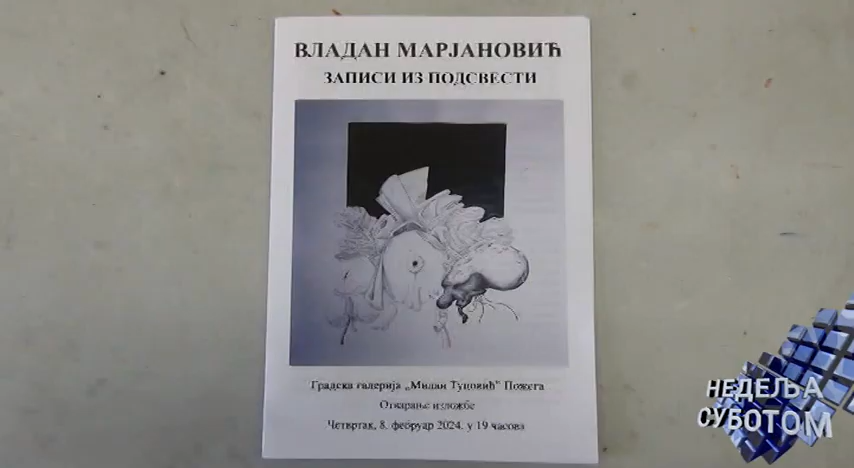 ВЛАДАН МАРЈАНОВИЋ
ЗАПИСИ ИЗ ПОДСВЕСТИ
Градска галерија „Милан Туцовић“ Пожега
Отварање изложбе
Четвртак, 8. фебруар 2024. у 19 часова
НЕДЕЉА
СУБОТОМ